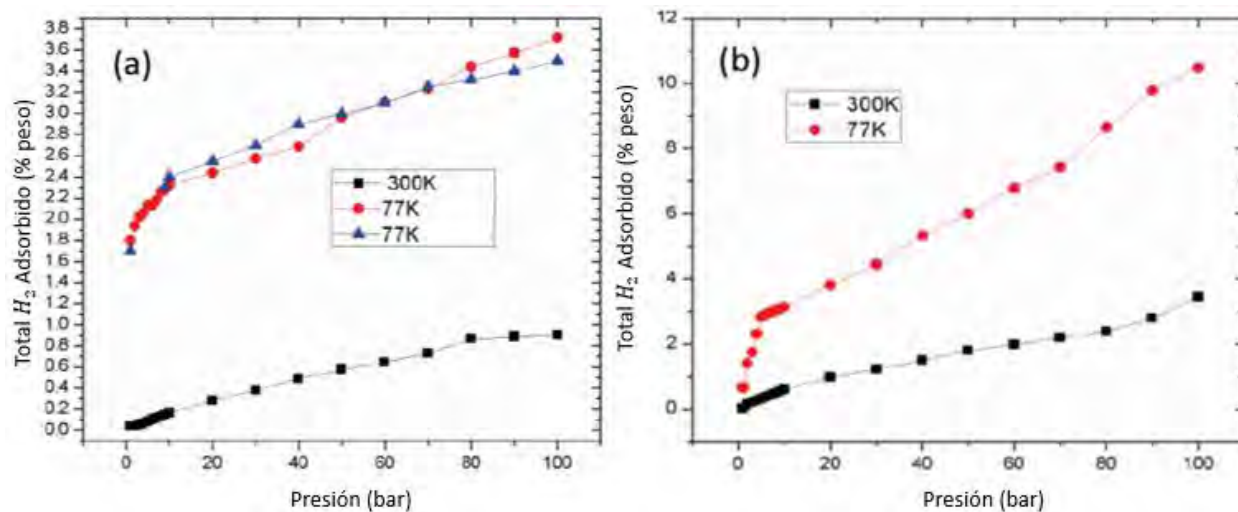 (a)
Total H₂ Adsorbido (% peso)
3.8
3.6
3.4
3.2
3.0
2.8
2.6
2.4
2.2
2.0
1.8
1.6
1.4
1.2
1.0
0.8
0.6
0.4
0.2
0.0
300K
77K
77K
0 20 40 60 80 100
Presión (bar)
(b)
Total H₂ Adsorbido (% peso)
12
10
8
6
4
2
0
300K
77K
0 20 40 60 80 100
Presión (bar)